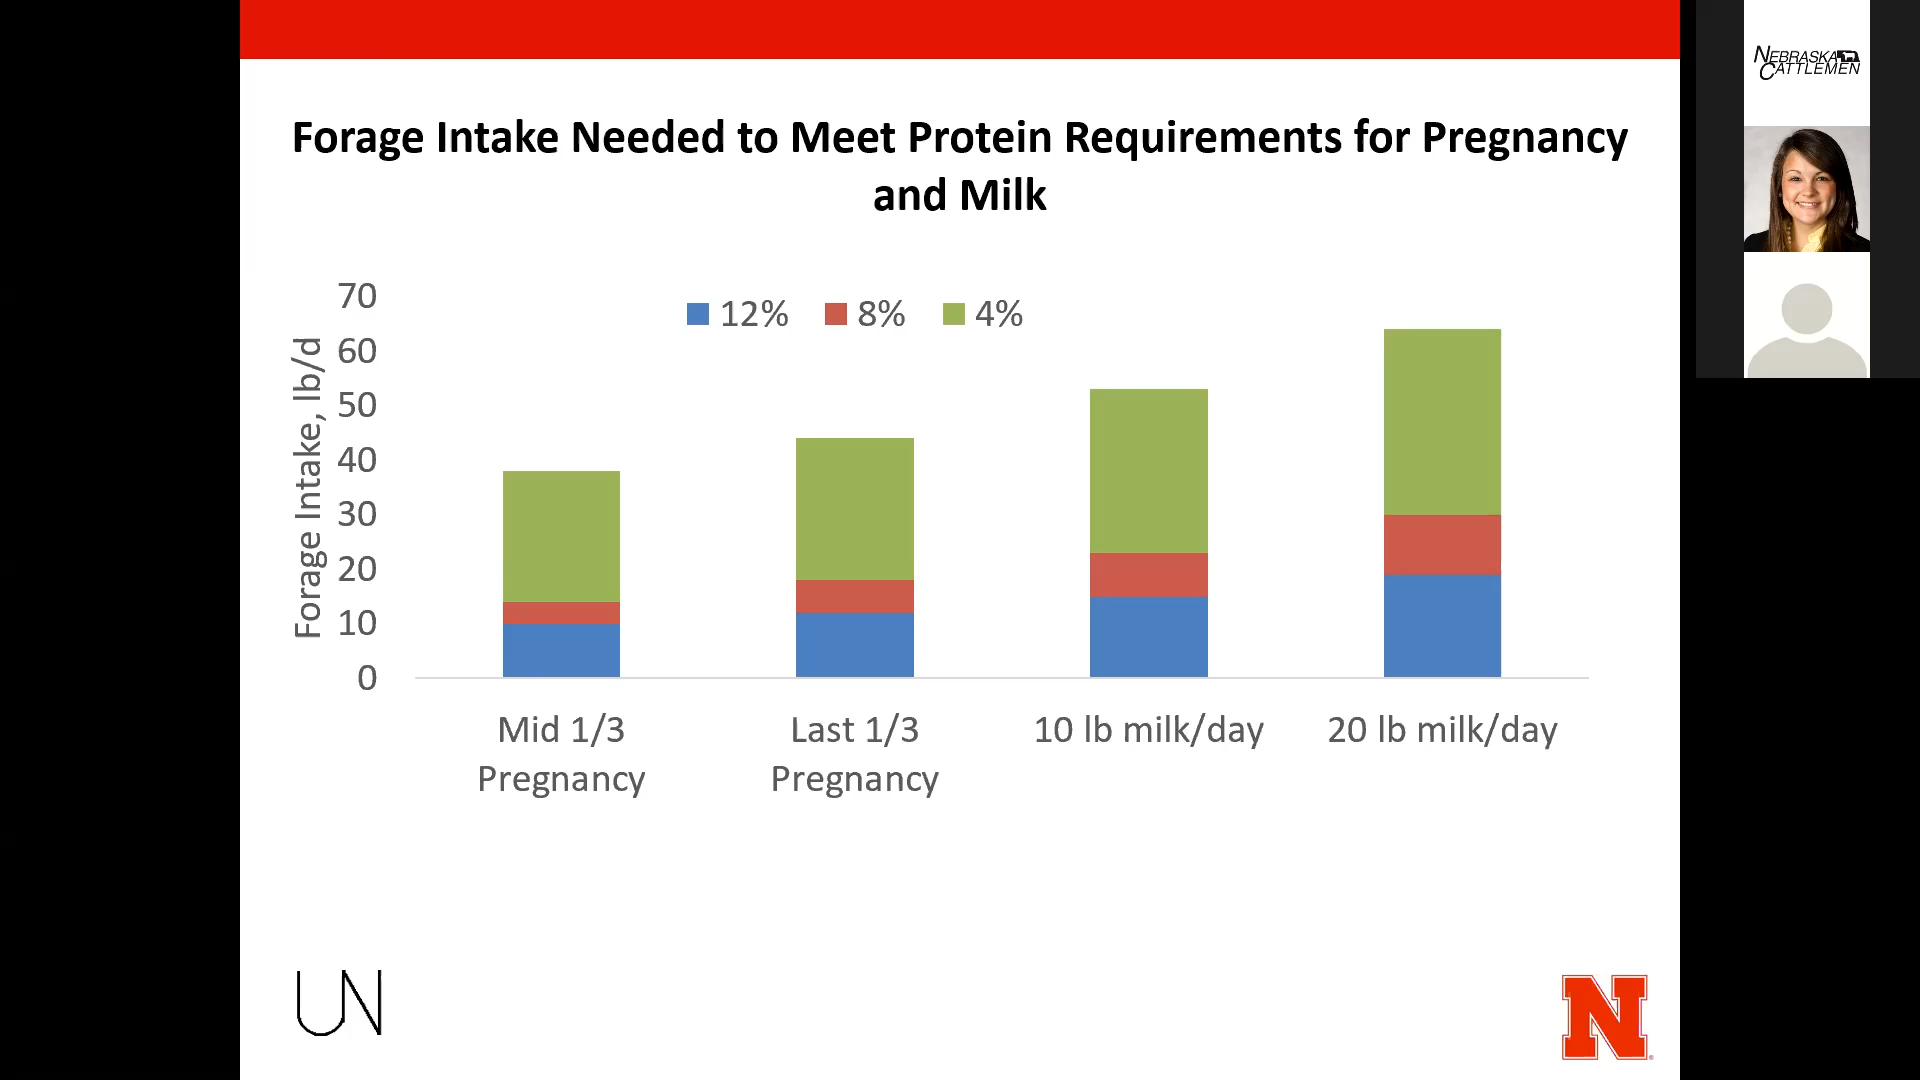 Forage Intake Needed to Meet Protein Requirements for Pregnancy
and Milk
12% 8% 4%
Forage Intake, lb/d
70
60
50
40
30
20
10
0
Mid 1/3
Pregnancy
Last 1/3
Pregnancy
10 lb milk/day
20 lb milk/day
UN
N
NEBRASKA
CATTLEMEN